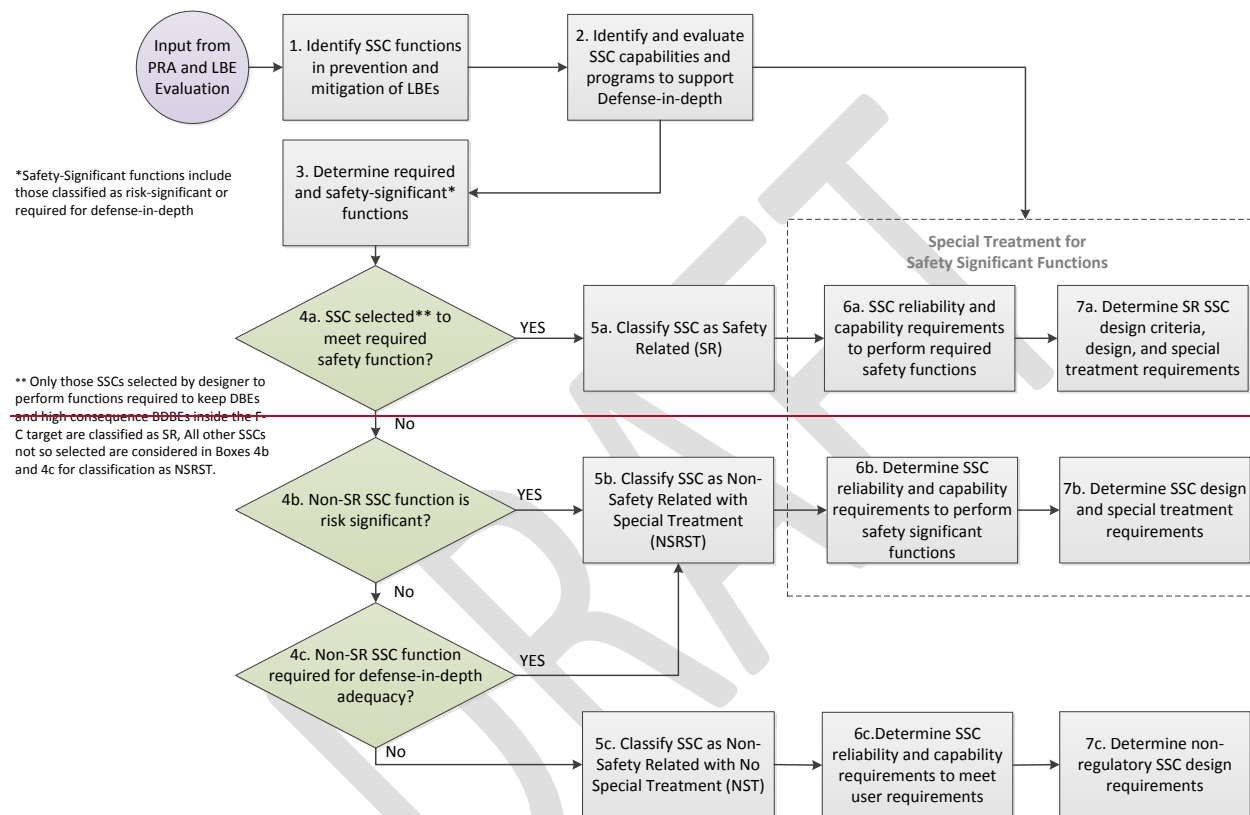 Input from
PRA and LBE
Evaluation
1. Identify SSC functions
in prevention and
mitigation of LBEs
2. Identify and evaluate
SSC capabilities and
programs to support
Defense-in-depth
*Safety-Significant functions include
those classified as risk-significant or
required for defense-in-depth
3. Determine required
and safety-significant*
functions
Special Treatment for
Safety Significant Functions
4a. SSC selected** to
meet required
safety function?
YES
5a. Classify SSC as Safety
Related (SR)
6a. SSC reliability and
capability requirements
to perform required
safety functions
7a. Determine SR SSC
design criteria,
design, and special
treatment requirements
** Only those SSCs selected by designer to
perform functions required to keep DBEs
and high consequence BDBEs inside the F-
C target are classified as SR, All other SSCs
not so selected are considered in Boxes 4b
and 4c for classification as NSRST.
No
4b. Non-SR SSC function is
risk significant?
YES
5b. Classify SSC as Non-
Safety Related with
Special Treatment
(NSRST)
6b. Determine SSC
reliability and capability
requirements to perform
safety significant
functions
7b. Determine SSC design
and special treatment
requirements
No
4c. Non-SR SSC function
required for defense-in-depth
adequacy?
YES
No
5c. Classify SSC as Non-
Safety Related with No
Special Treatment (NST)
6c.Determine SSC
reliability and capability
requirements to meet
user requirements
7c. Determine non-
regulatory SSC design
requirements
DRAFT